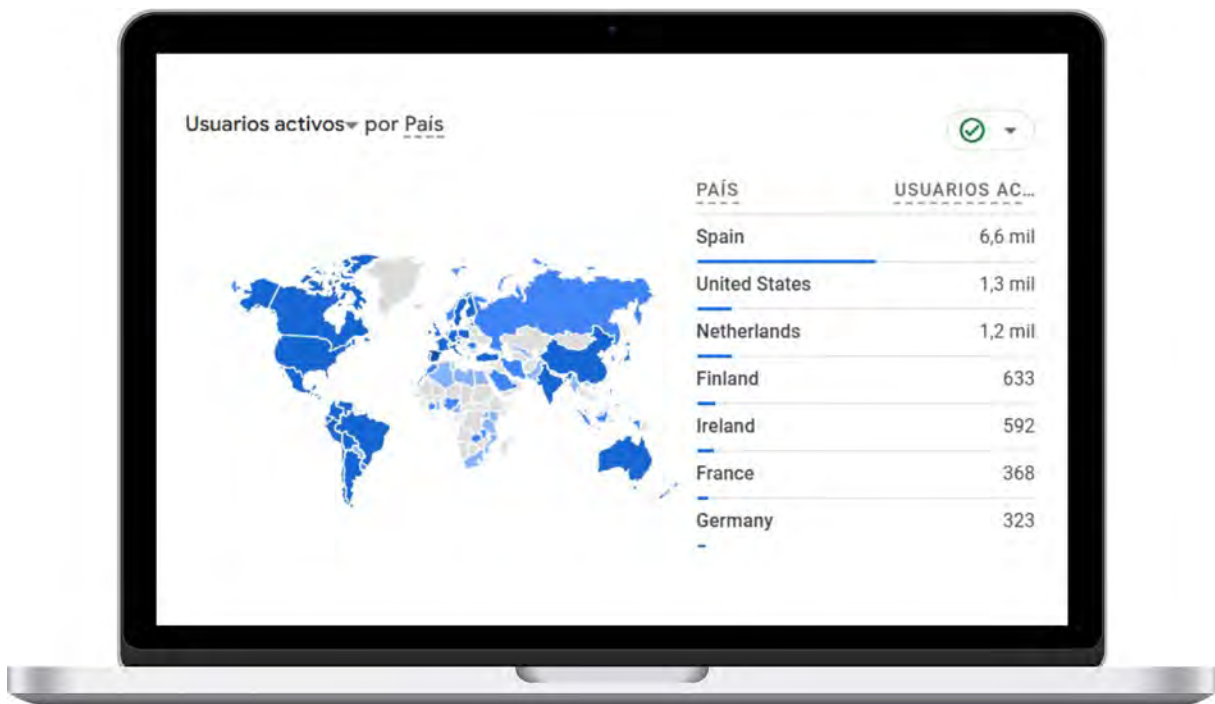 Usuarios activos por País
PAÍS USUARIOS AC...
Spain 6,6 mil
United States 1,3 mil
Netherlands 1,2 mil
Finland 633
Ireland 592
France 368
Germany 323